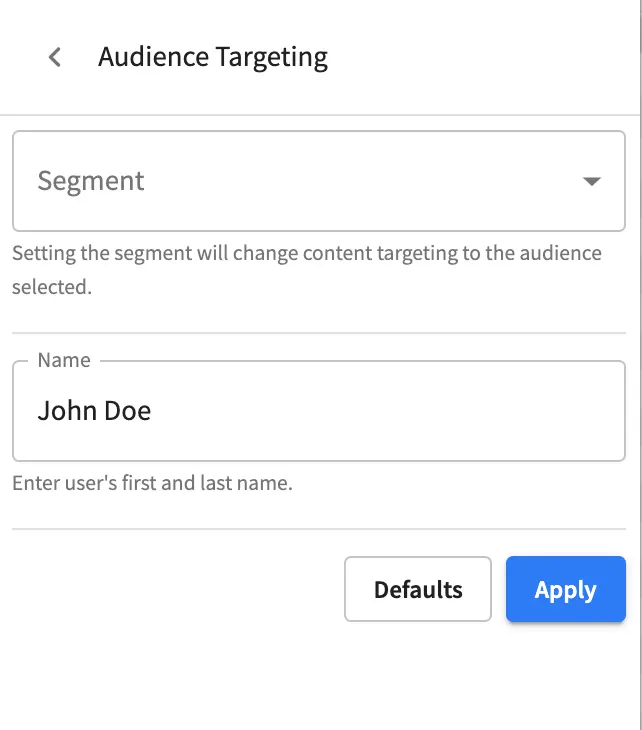 Audience Targeting
Segment
Setting the segment will change content targeting to the audience
selected.
Name
John Doe
Enter user's first and last name.
Defaults
Apply